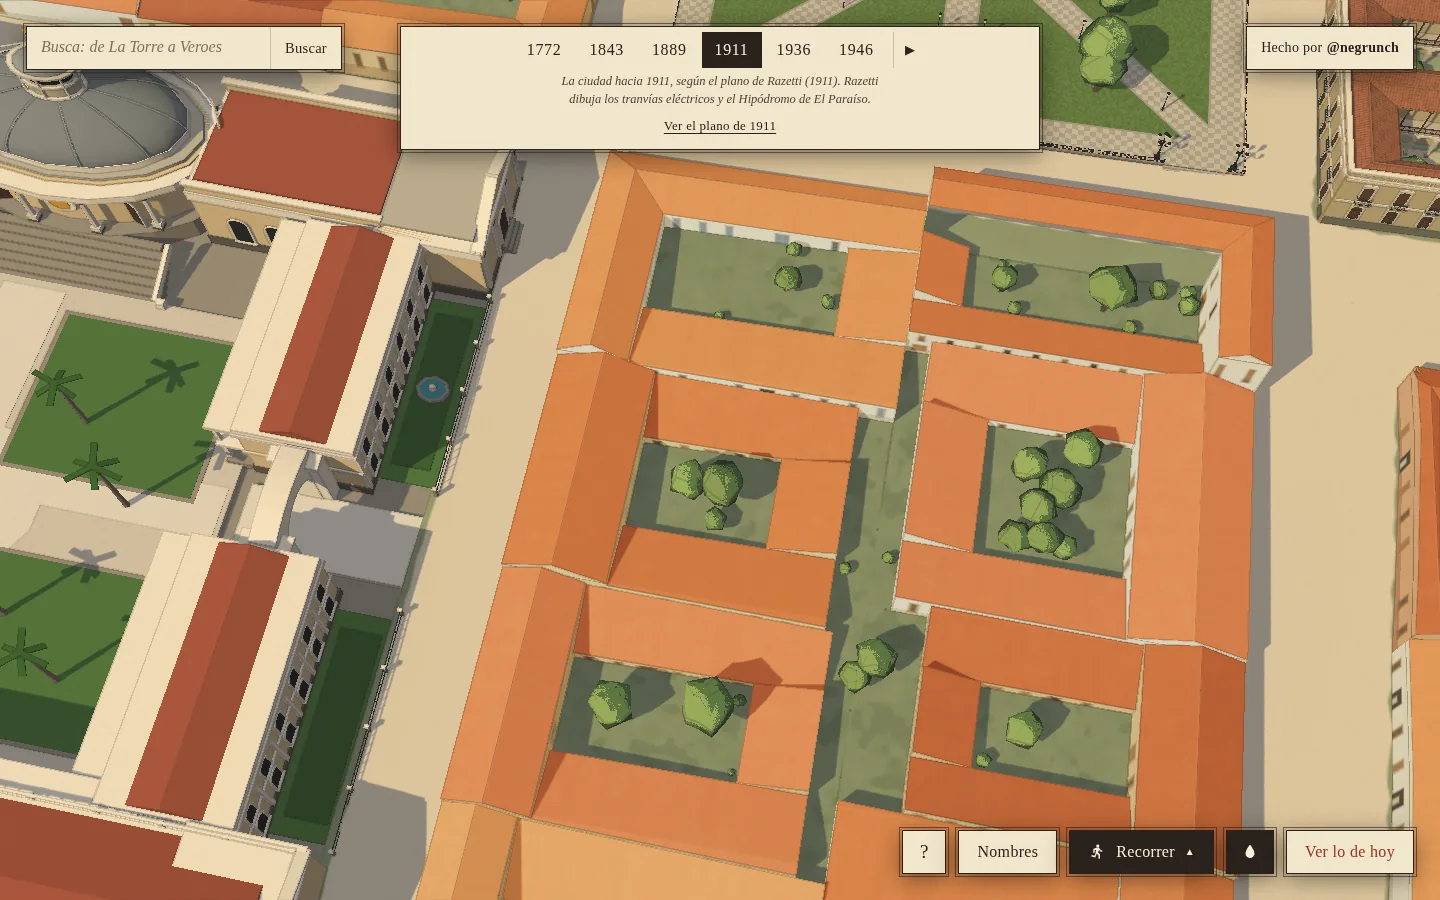 Busca: de La Torre a Veroes
Buscar
1772 1843 1889 1911 1936 1946 ▶
La ciudad hacia 1911, según el plano de Razetti (1911). Razetti
dibuja los tranvías eléctricos y el Hipódromo de El Paraíso.
Ver el plano de 1911
Hecho por @negrunch
?
Nombres
Recorrer ▲
Ver lo de hoy